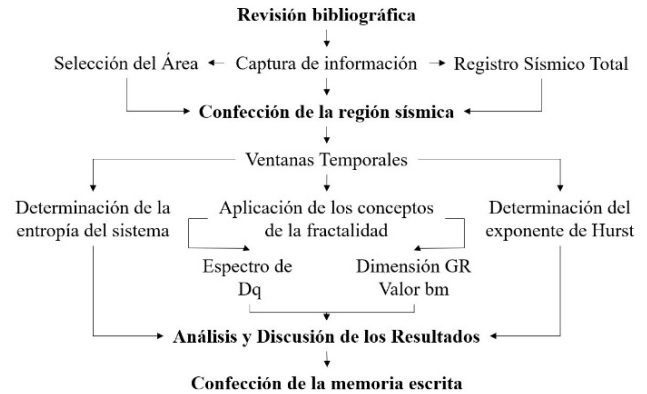 Revisión bibliográfica
Selección del Área
Captura de información
Registro Sísmico Total
Confección de la región sísmica
Ventanas Temporales
Determinación de la
entropía del sistema
Aplicación de los conceptos
de la fractalidad
Determinación del
exponente de Hurst
Espectro de
Dq
Dimensión GR
Valor bm
Análisis y Discusión de los Resultados
Confección de la memoria escrita